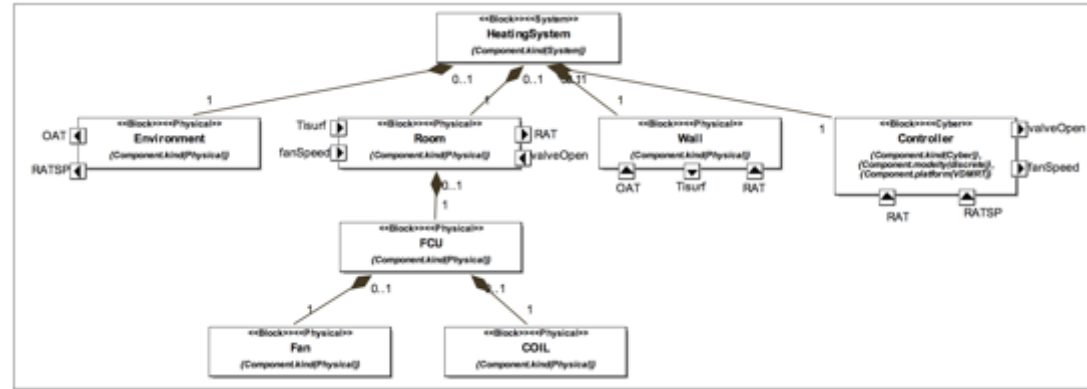 <<Block>><<System>>
HeatingSystem
{Component.kind(System)}
0..1
0..1
1
1
1
1
<<Block>><<Physical>>
Environment
{Component.kind(Physical)}
OAT
RATSP
<<Block>><<Physical>>
Room
{Component.kind(Physical)}
Tisurf
fanSpeed
RAT
valveOpen
<<Block>><<Physical>>
Wall
{Component.kind(Physical)}
OAT
Tisurf
RAT
<<Block>><<Cyber>>
Controller
{Component.kind(Cyber)},
{Component.modelty(discrete)},
{Component.platform(VDMRT)}
valveOpen
fanSpeed
RAT
RATSP
0..1
1
<<Block>><<Physical>>
FCU
{Component.kind(Physical)}
0..1
0..1
1
1
<<Block>><<Physical>>
Fan
{Component.kind(Physical)}
<<Block>><<Physical>>
COIL
{Component.kind(Physical)}